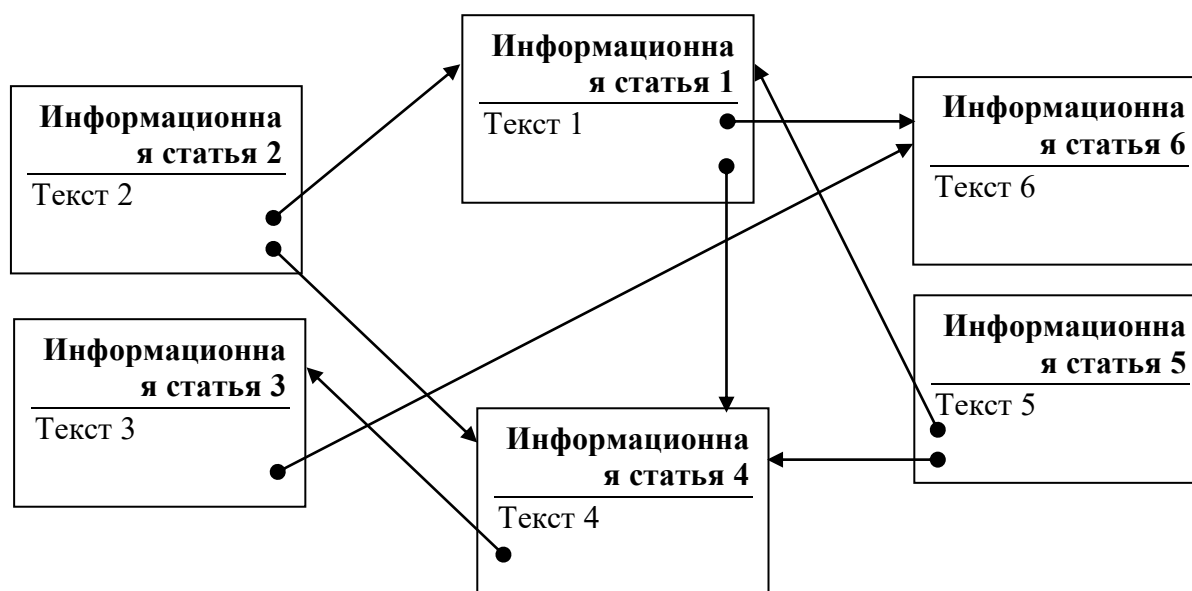 Информационна
я статья 1
Текст 1
Информационна
я статья 2
Текст 2
Информационна
я статья 6
Текст 6
Информационна
я статья 3
Текст 3
Информационна
я статья 5
Текст 5
Информационна
я статья 4
Текст 4